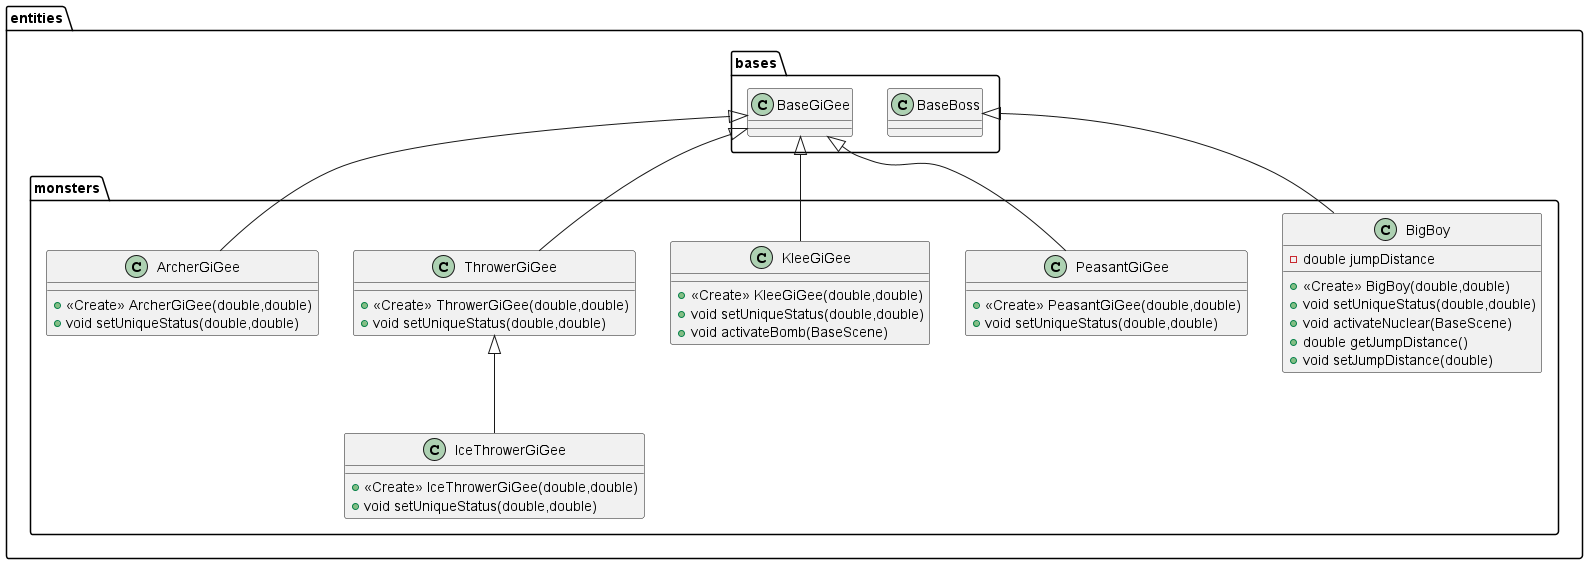 entities
bases
C BaseGiGee
C BaseBoss
monsters
C ArcherGiGee
«Create» ArcherGiGee(double,double)
void setUniqueStatus(double,double)
C ThrowerGiGee
«Create» ThrowerGiGee(double,double)
void setUniqueStatus(double,double)
C KleeGiGee
«Create» KleeGiGee(double,double)
void setUniqueStatus(double,double)
void activateBomb(BaseScene)
C PeasantGiGee
«Create» PeasantGiGee(double,double)
void setUniqueStatus(double,double)
C BigBoy
double jumpDistance
«Create» BigBoy(double,double)
void setUniqueStatus(double,double)
void activateNuclear(BaseScene)
double getJumpDistance()
void setJumpDistance(double)
C IceThrowerGiGee
«Create» IceThrowerGiGee(double,double)
void setUniqueStatus(double,double)